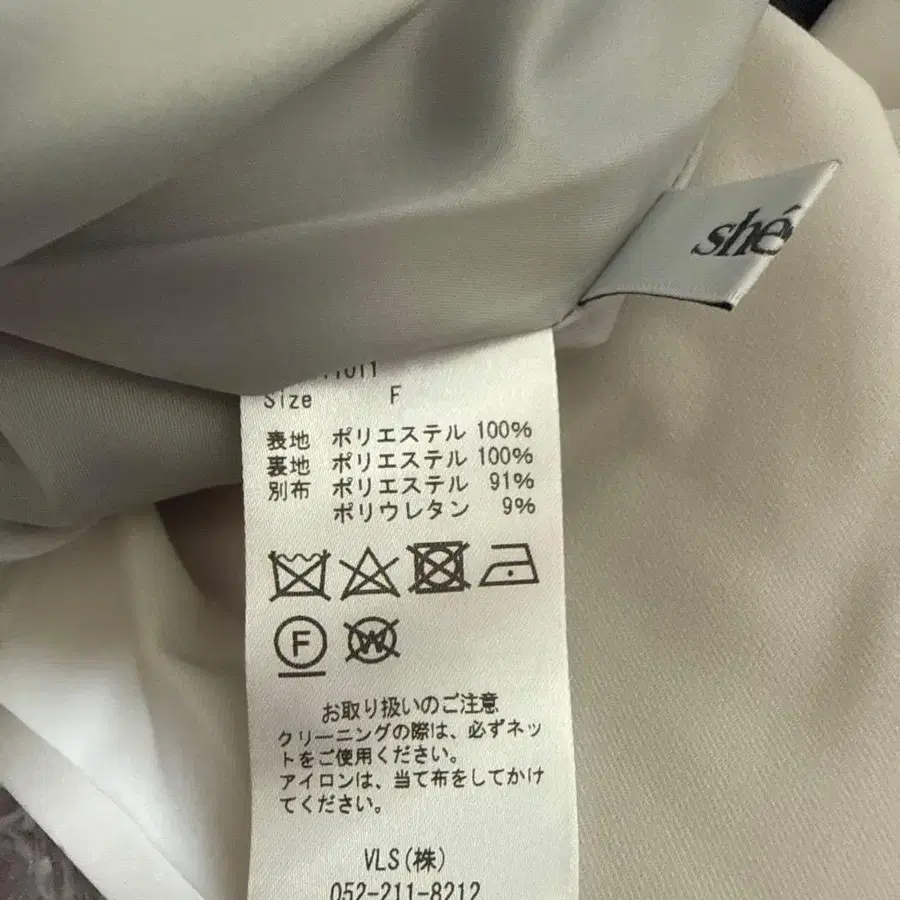 shé
Size F
表地 ポリエステル 100%
裏地 ポリエステル 100%
別布 ポリエステル 91%
ポリウレタン 9%
F
W
お取り扱いのご注意
クリーニングの際は、必ずネッ
トをご使用ください。
アイロンは、当て布をしてかけ
てください。
VLS(株)
052-211-8212